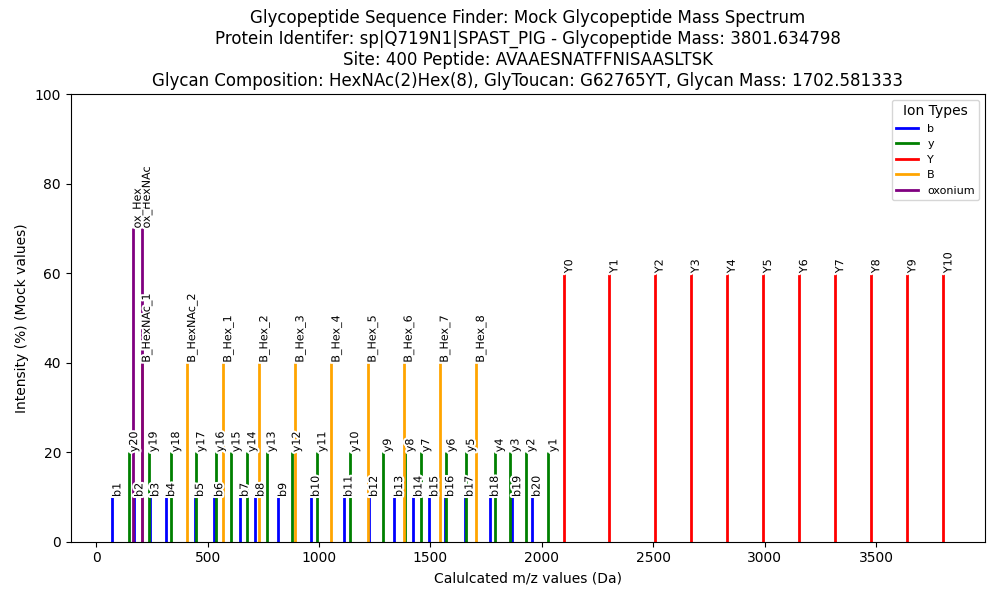 Glycopeptide Sequence Finder: Mock Glycopeptide Mass Spectrum
Protein Identifer: sp|Q719N1|SPAST_PIG - Glycopeptide Mass: 3801.634798
Site: 400 Peptide: AVAAESNATFFNISAASLTSK
Glycan Composition: HexNAc(2)Hex(8), GlyToucan: G62765YT, Glycan Mass: 1702.581333
Intensity (%) (Mock values)
100
80
60
40
20
0
Ion Types
b
y
Y
B
oxonium
ox_Hex
ox_HexNAc
Y0
Y1
Y2
Y3
Y4
Y5
Y6
Y7
Y8
Y9
Y10
B_HexNAc_1
B_HexNAc_2
B_Hex_1
B_Hex_2
B_Hex_3
B_Hex_4
B_Hex_5
B_Hex_6
B_Hex_7
B_Hex_8
y20
y19
y18
y17
y16
y15
y14
y13
y12
y11
y10
y9
y8
y7
y6
y5
y4
y3
y2
y1
b1
b2
b3
b4
b5
b6
b7
b8
b9
b10
b11
b12
b13
b14
b15
b16
b17
b18
b19
b20
0
500
1000
1500
2000
2500
3000
3500
Calulcated m/z values (Da)